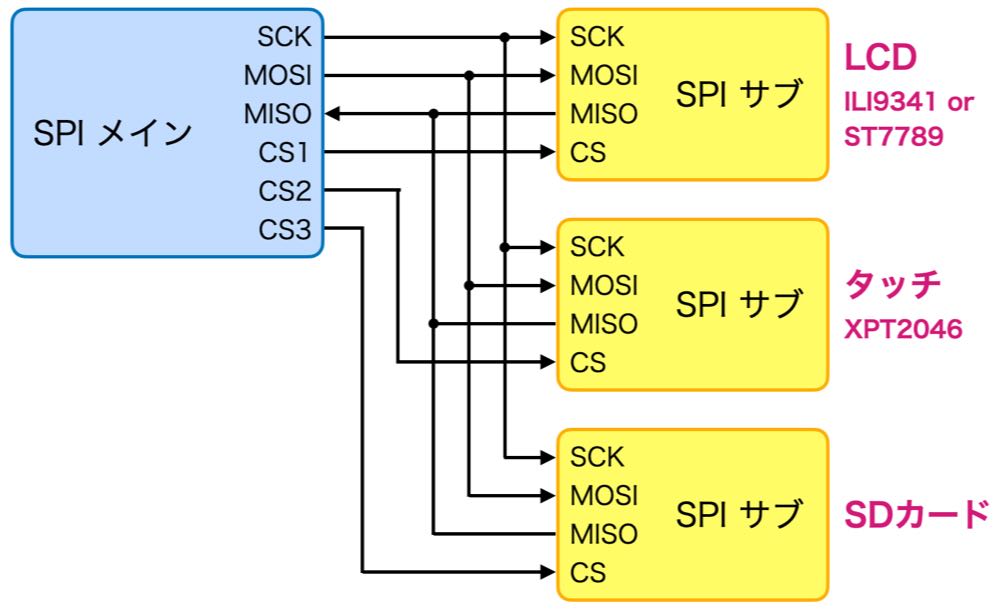 SCK
MOSI
MISO
CS1
CS2
CS3
SPI メイン
SCK
MOSI
MISO
CS
SPI サブ
LCD
ILI9341 or
ST7789
SCK
MOSI
MISO
CS
SPI サブ
タッチ
XPT2046
SCK
MOSI
MISO
CS
SPI サブ
SDカード